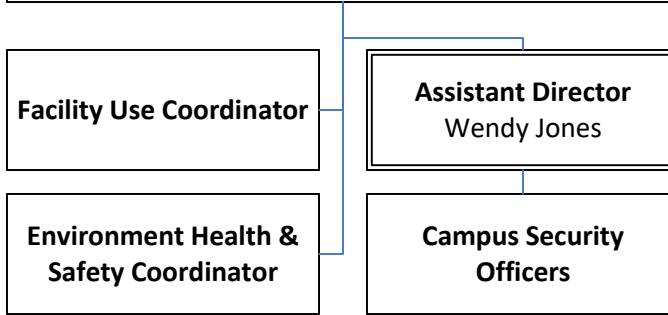 Facility Use Coordinator
Assistant Director
Wendy Jones
Environment Health &
Safety Coordinator
Campus Security
Officers